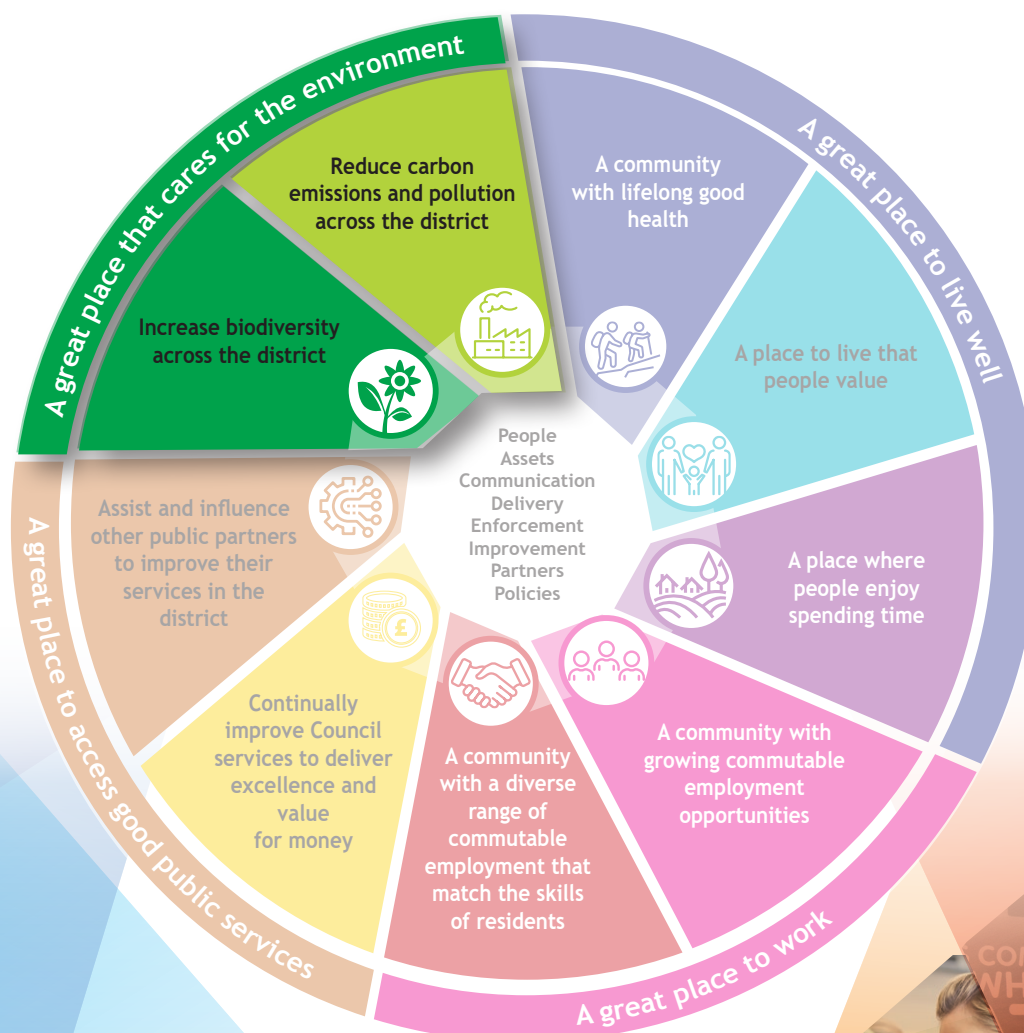 A great place that cares for the environment
Reduce carbon
emissions and pollution
across the district
Increase biodiversity
across the district
A great place to live well
A community
with lifelong good
health
A place to live that
people value
A place where
people enjoy
spending time
A great place to work
A community with
growing commutable
employment
opportunities
A community
with a diverse
range of
commutable
employment that
match the skills
of residents
A great place to access good public services
Continually
improve Council
services to deliver
excellence and
value
for money
£
Assist and influence
other public partners
to improve their
services in the
district
People
Assets
Communication
Delivery
Enforcement
Improvement
Partners
Policies